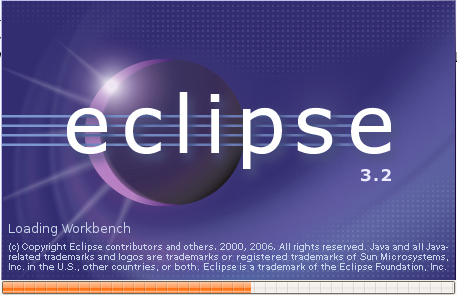 eclipse
3.2
Loading Workbench
(c) Copyright Eclipse contributors and others. 2000, 2006. All rights reserved. Java and all Java-
related trademarks and logos are trademarks or registered trademarks of Sun Microsystems,
Inc. in the U.S., other countries, or both. Eclipse is a trademark of the Eclipse Foundation, Inc.